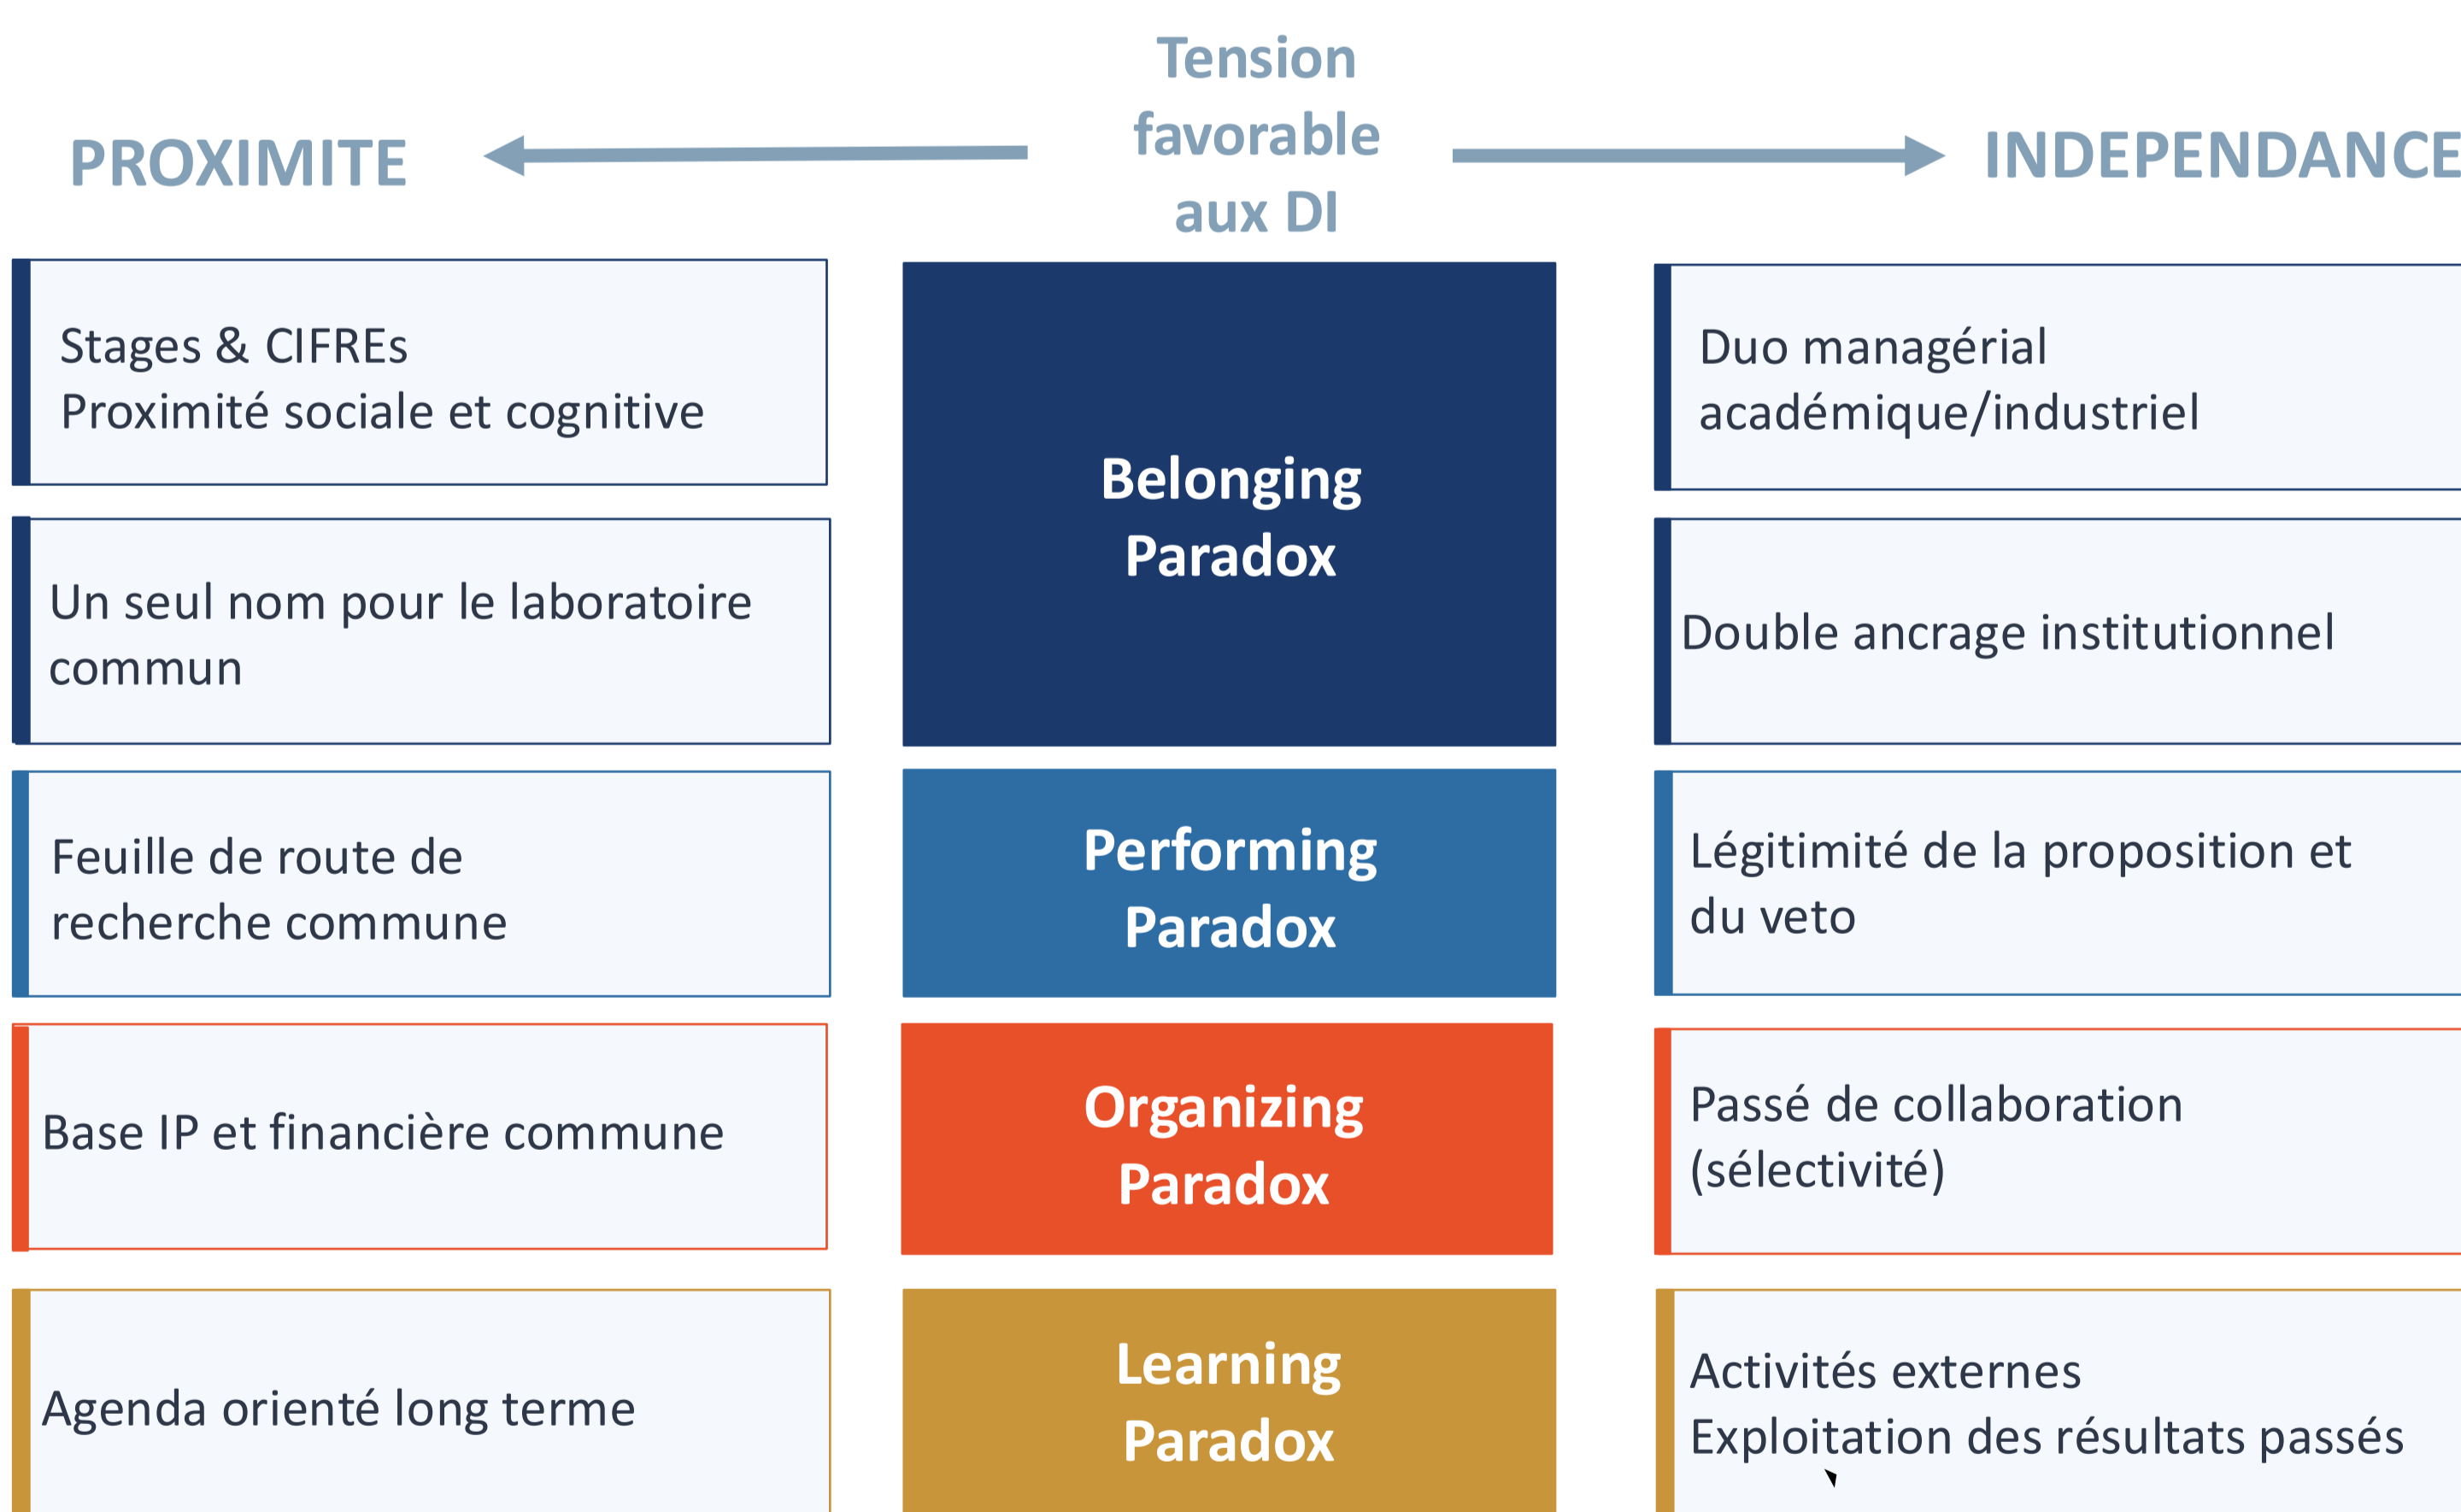 Tension
favorable
aux DI
PROXIMITE
INDEPENDANCE
Stages & CIFREs
Proximité sociale et cognitive
Belonging
Paradox
Duo managérial
académique/industriel
Un seul nom pour le laboratoire
commun
Double ancrage institutionnel
Feuille de route de
recherche commune
Performing
Paradox
Légitimité de la proposition et
du veto
Base IP et financière commune
Organizing
Paradox
Passé de collaboration
(sélectivité)
Agenda orienté long terme
Learning
Paradox
Activités externes
Exploitation des résultats passés